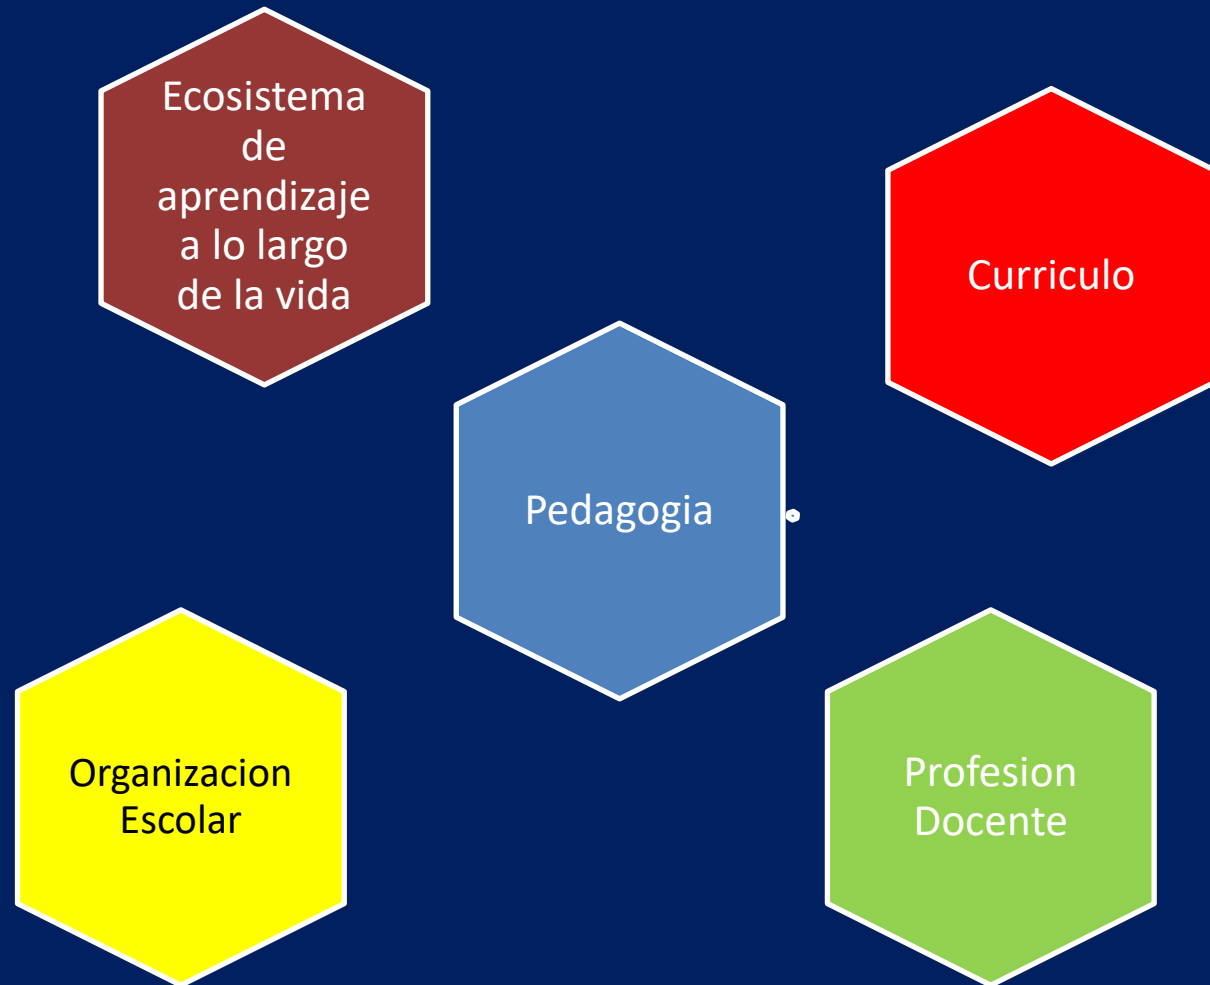 Ecosistema
de
aprendizaje
a lo largo
de la vida
Curriculo
Pedagogia
Organizacion
Escolar
Profesion
Docente